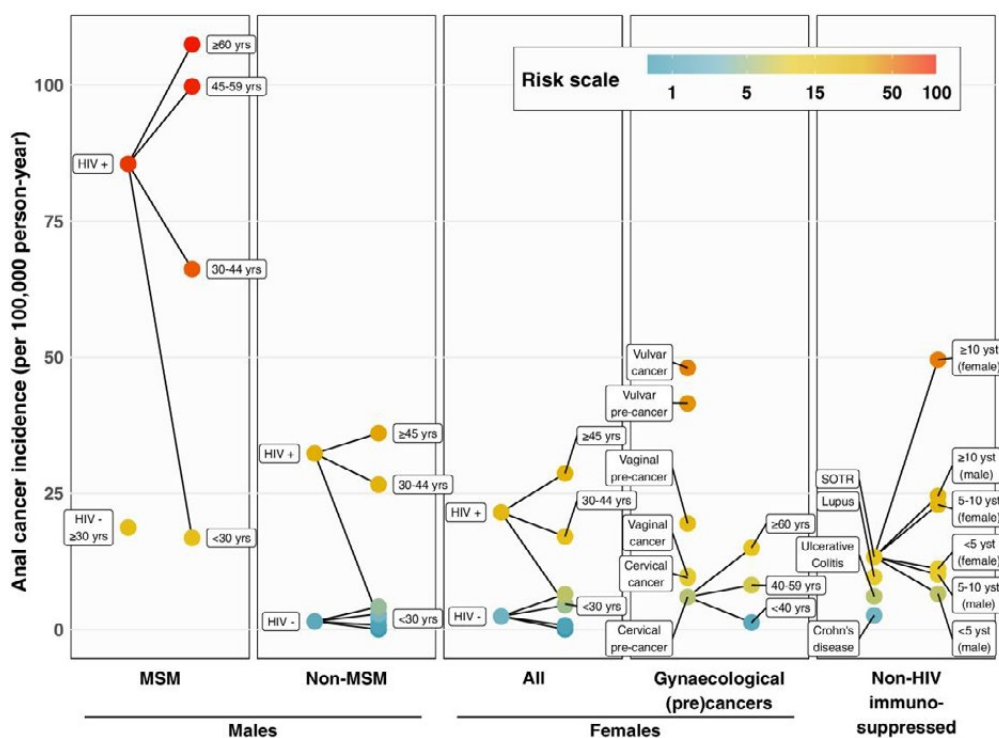 Risk scale
1 5 15 50 100
Anal cancer incidence (per 100,000 person-year)
100
75
50
25
0
≥60 yrs
45-59 yrs
HIV +
30-44 yrs
HIV -
≥30 yrs
<30 yrs
HIV +
≥45 yrs
30-44 yrs
HIV -
<30 yrs
≥45 yrs
30-44 yrs
HIV +
<30 yrs
HIV -
Vulvar
cancer
Vulvar
pre-cancer
Vaginal
pre-cancer
Vaginal
cancer
Cervical
cancer
Cervical
pre-cancer
≥60 yrs
40-59 yrs
<40 yrs
SOTR
Lupus
Ulcerative
Colitis
Crohn's
disease
≥10 yst
(female)
≥10 yst
(male)
5-10 yst
(female)
<5 yst
(female)
5-10 yst
(male)
<5 yst
(male)
MSM
Non-MSM
All
Gynaecological
(pre)cancers
Non-HIV
immuno-
suppressed
Males
Females